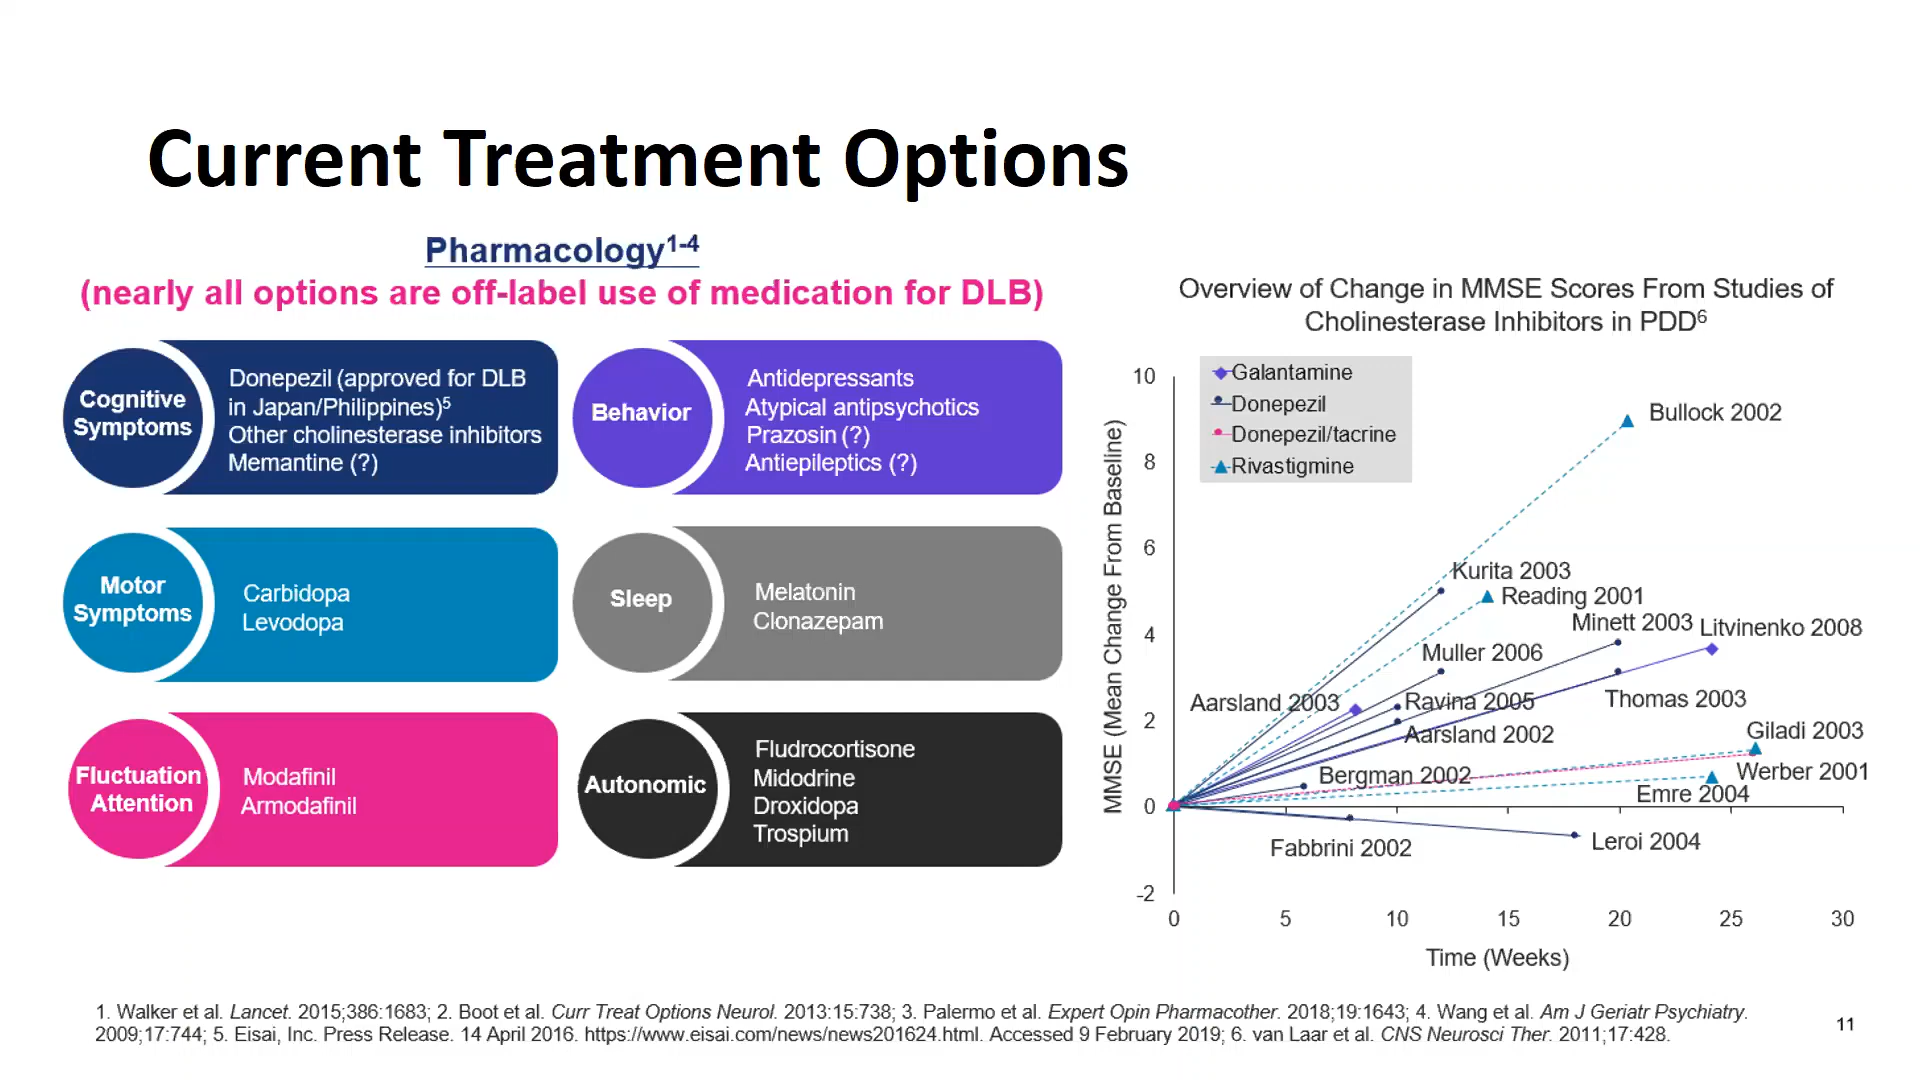 Current Treatment Options
Pharmacology1-4
(nearly all options are off-label use of medication for DLB)
Cognitive
Symptoms
Donepezil (approved for DLB
in Japan/Philippines)5
Other cholinesterase inhibitors
Memantine (?)
Behavior
Antidepressants
Atypical antipsychotics
Prazosin (?)
Antiepileptics (?)
Motor
Symptoms
Carbidopa
Levodopa
Sleep
Melatonin
Clonazepam
Fluctuation
Attention
Modafinil
Armodafinil
Autonomic
Fludrocortisone
Midodrine
Droxidopa
Trospium
Overview of Change in MMSE Scores From Studies of
Cholinesterase Inhibitors in PDD6
MMSE (Mean Change From Baseline)
10
8
6
4
2
0
-2
Galantamine
Donepezil
Donepezil/tacrine
Rivastigmine
Bullock 2002
Kurita 2003
Reading 2001
Minett 2003
Litvinenko 2008
Muller 2006
Aarsland 2003
Ravina 2005
Thomas 2003
Aarsland 2002
Giladi 2003
Bergman 2002
Werber 2001
Emre 2004
Fabbrini 2002
Leroi 2004
0 5 10 15 20 25 30
Time (Weeks)
1. Walker et al. Lancet. 2015;386:1683; 2. Boot et al. Curr Treat Options Neurol. 2013:15:738; 3. Palermo et al. Expert Opin Pharmacother. 2018;19:1643; 4. Wang et al. Am J Geriatr Psychiatry.
2009;17:744; 5. Eisai, Inc. Press Release. 14 April 2016. https://www.eisai.com/news/news201624.html. Accessed 9 February 2019; 6. van Laar et al. CNS Neurosci Ther. 2011;17:428.
11